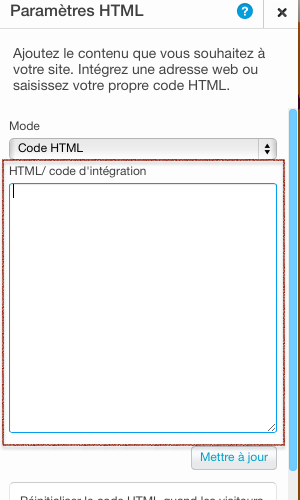 Paramètres HTML
?
Ajoutez le contenu que vous souhaitez à
votre site. Intégrez une adresse web ou
saisissez votre propre code HTML.
Mode
Code HTML
HTML/ code d'intégration
Mettre à jour
Réinitialiser le code HTML quand les visiteurs